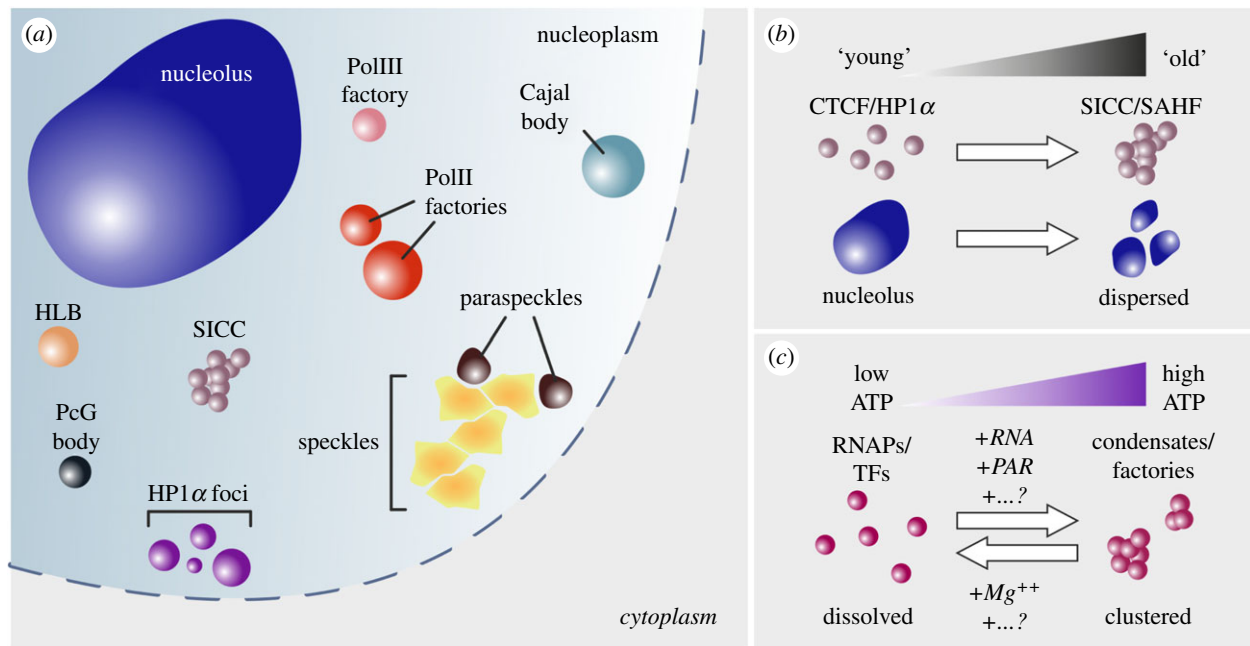 (a)
nucleoplasm
nucleolus
PolIII
factory
Cajal
body
PolII
factories
HLB
SICC
paraspeckles
PcG
body
speckles
HP1α foci
cytoplasm
(b)
'young'
'old'
CTCF/HP1α
SICC/SAHF
nucleolus
dispersed
(c)
low
ATP
high
ATP
RNAPs/
TFs
+RNA
+PAR
+...?
condensates/
factories
+Mg⁺⁺
+...?
dissolved
clustered